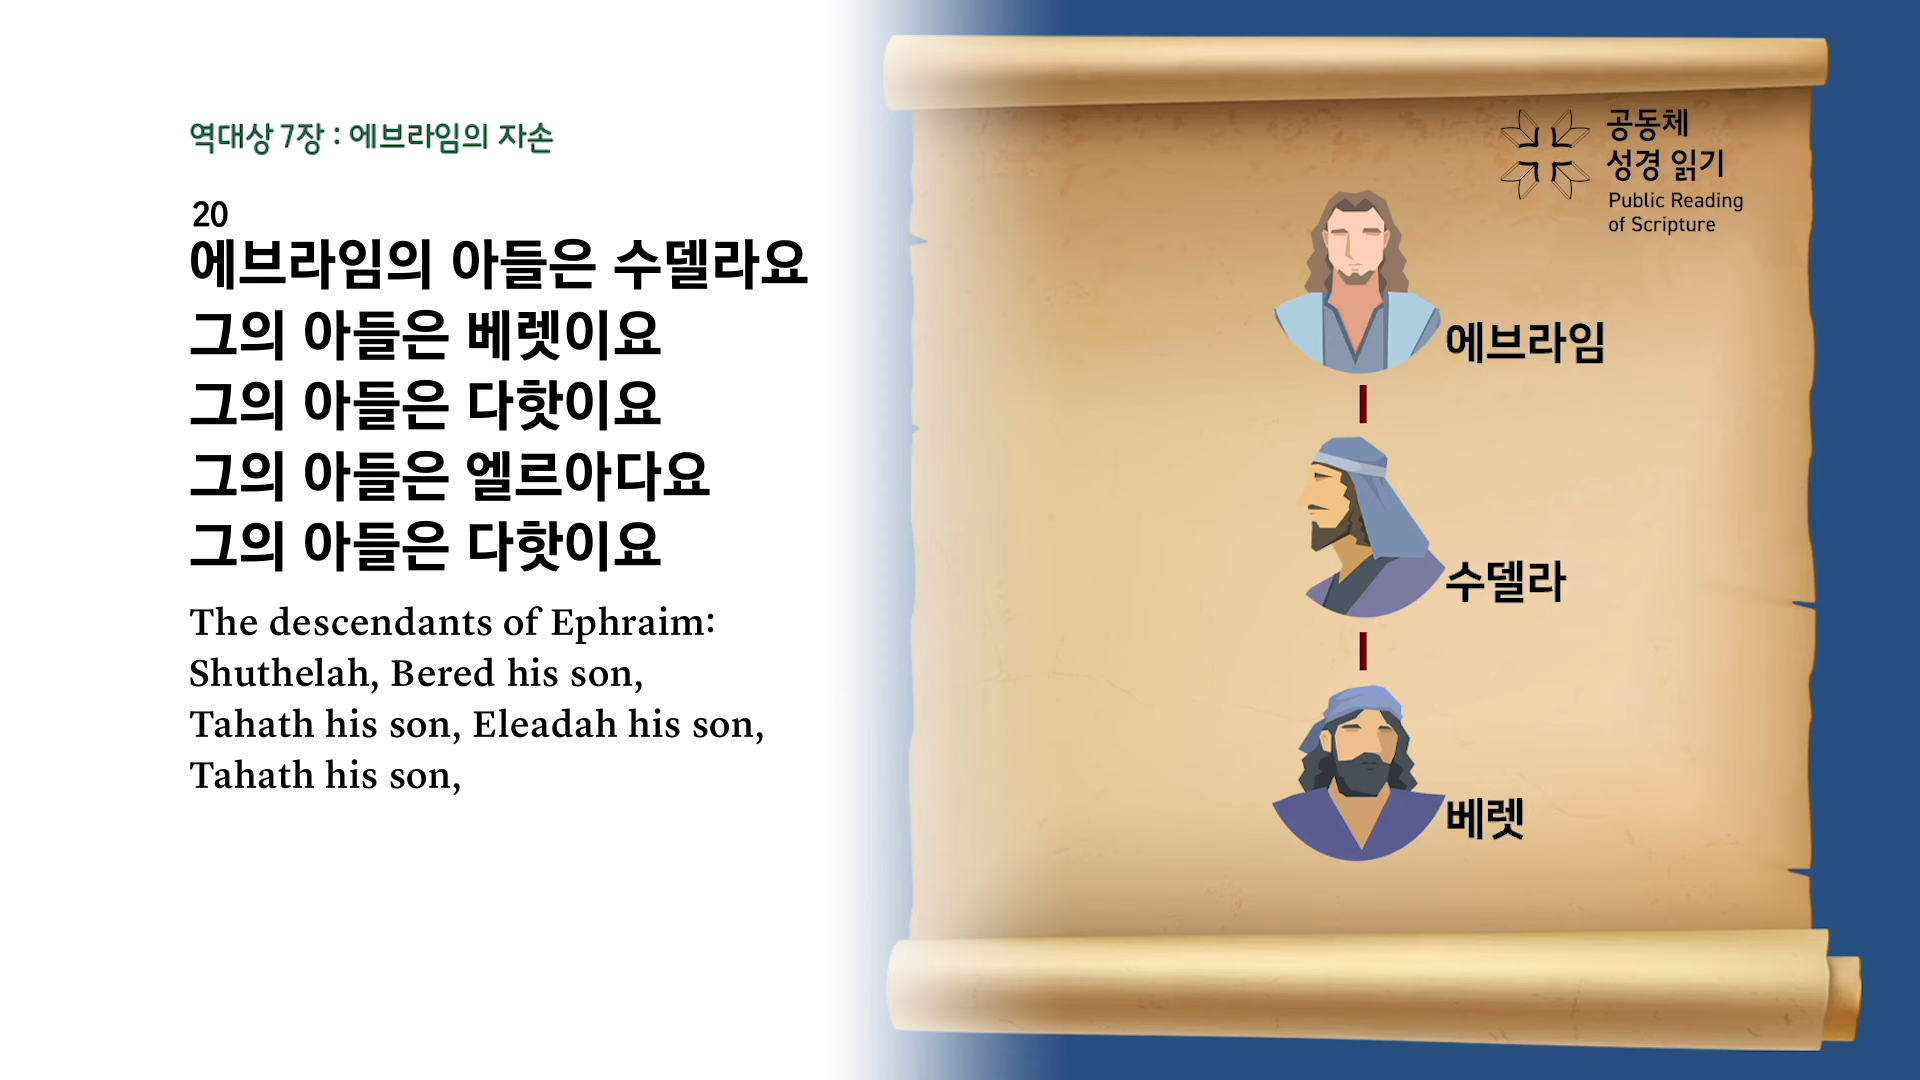 역대상 7장 : 에브라임의 자손
20
에브라임의 아들은 수델라요
그의 아들은 베렛이요
그의 아들은 다핫이요
그의 아들은 엘르아다요
그의 아들은 다핫이요
The descendants of Ephraim:
Shuthelah, Bered his son,
Tahath his son, Eleadah his son,
Tahath his son,
공동체
성경 읽기
Public Reading
of Scripture
에브라임
수델라
베렛